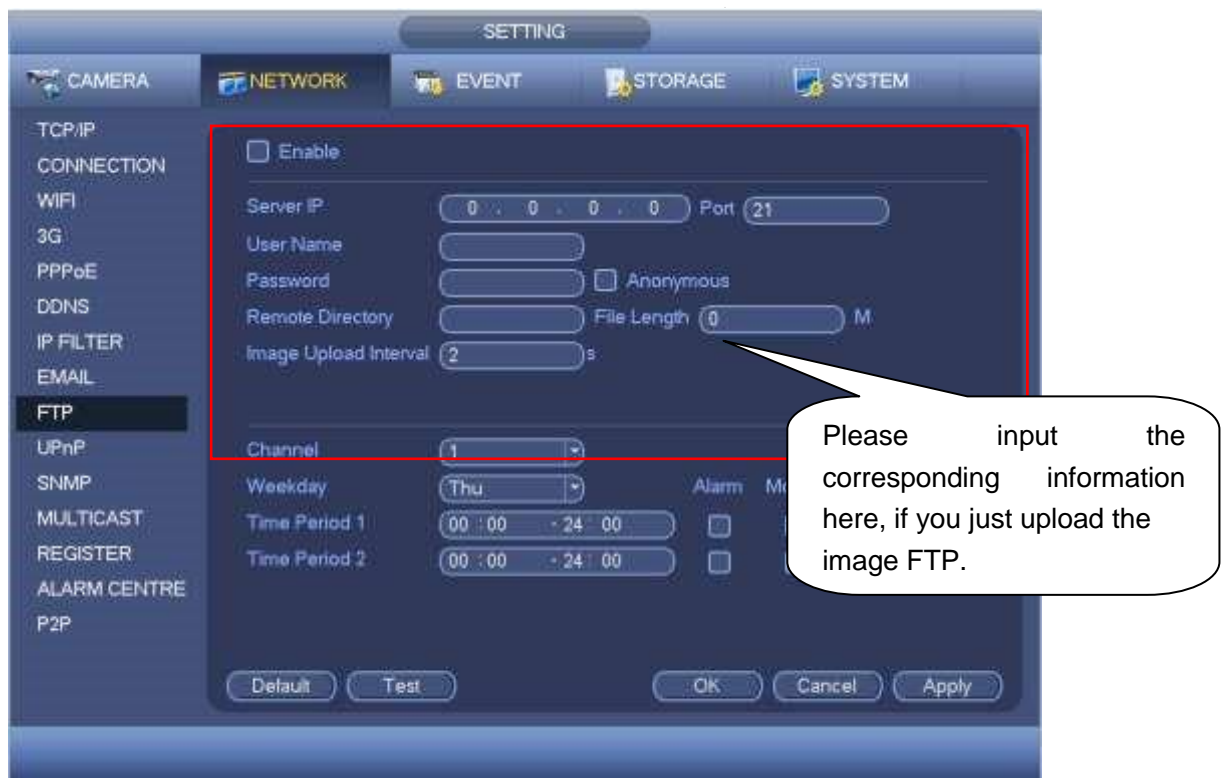 SETTING
CAMERA NETWORK EVENT STORAGE SYSTEM
TCP/IP
CONNECTION
WIFI
3G
PPPoE
DDNS
IP FILTER
EMAIL
FTP
UPnP
SNMP
MULTICAST
REGISTER
ALARM CENTRE
P2P
Enable
Server IP 0 . 0 . 0 . 0 Port 21
User Name
Password Anonymous
Remote Directory File Length 0 M
Image Upload Interval 2 s
Channel 1
Weekday Thu Alarm
Time Period 1 00 :00 - 24 : 00
Time Period 2 00 :00 - 24 : 00
Please input the
corresponding information
here, if you just upload the
image FTP.
Default Test OK Cancel Apply